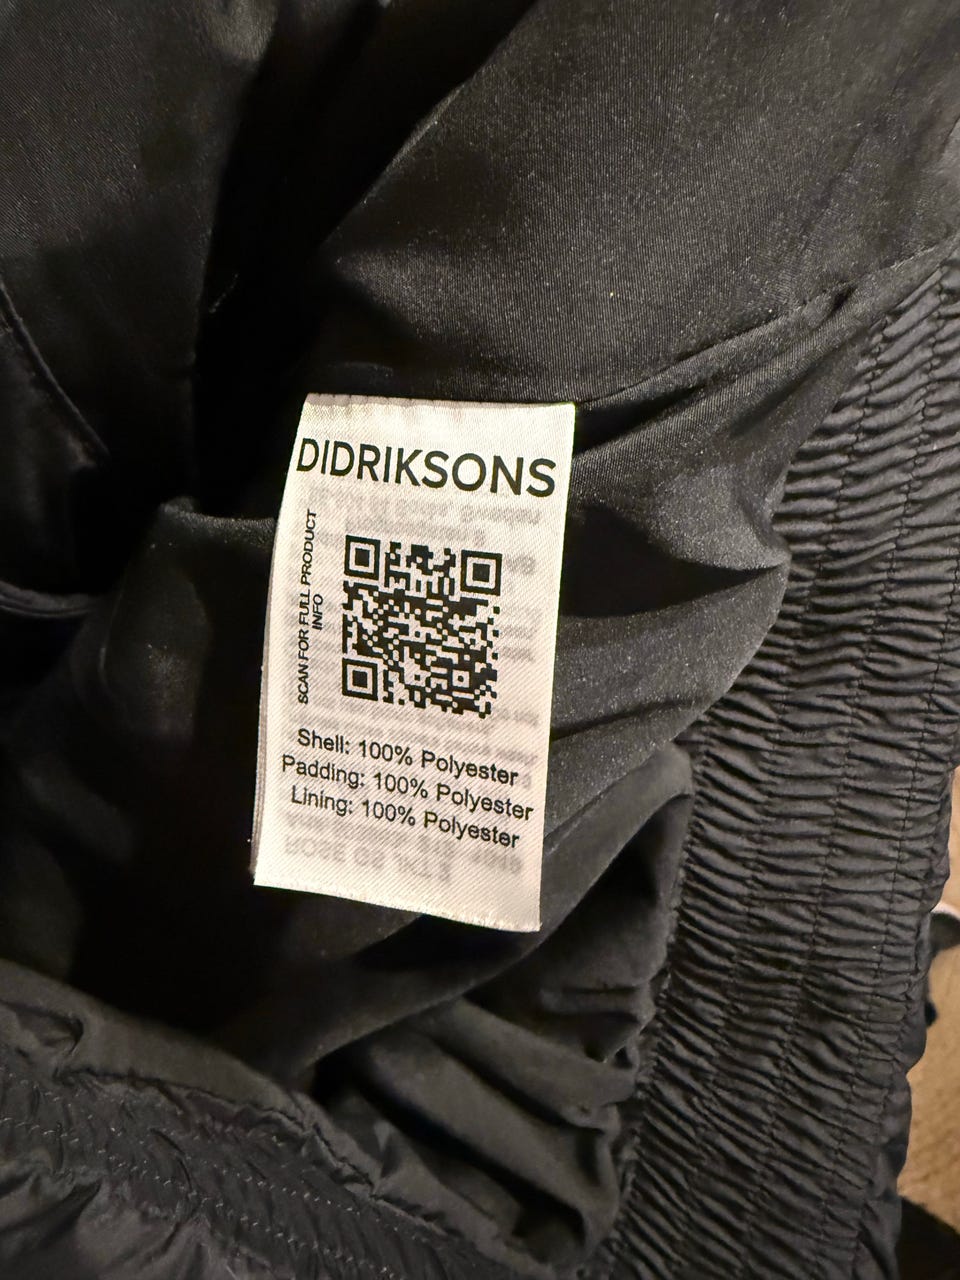 DIDRIKSONS
SCAN FOR FULL PRODUCT
INFO
Shell: 100% Polyester
Padding: 100% Polyester
Lining: 100% Polyester